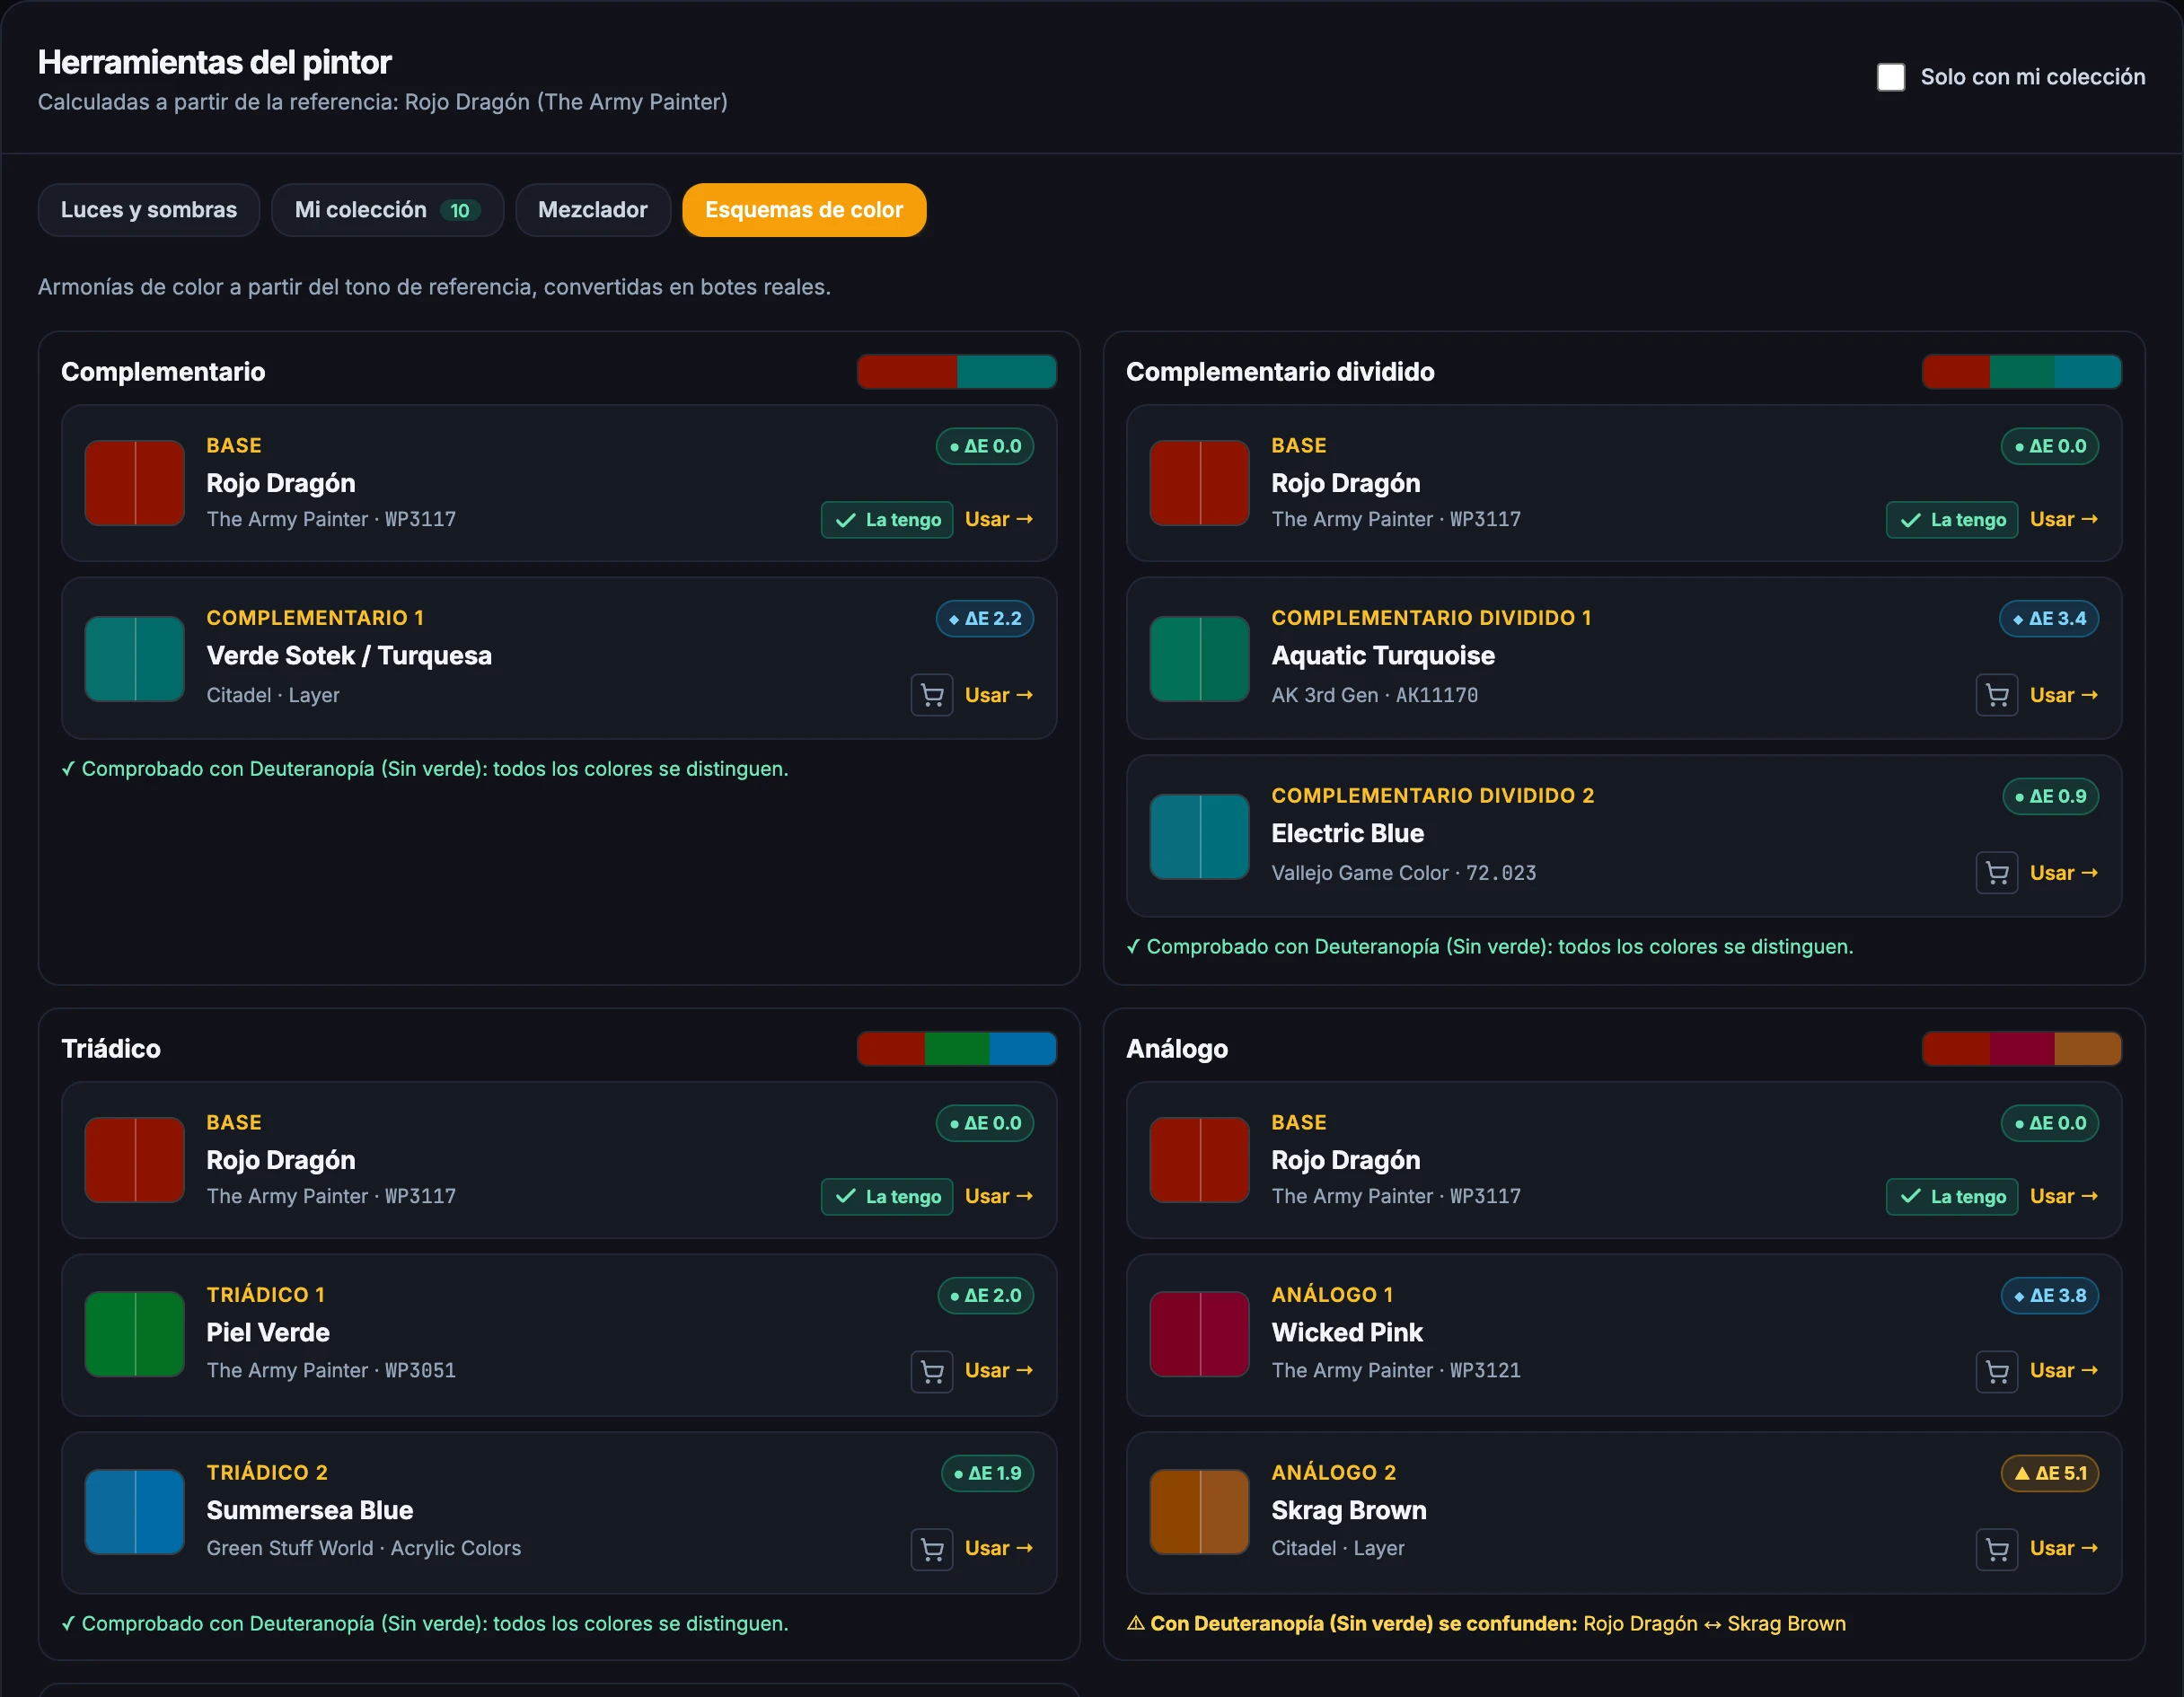 Herramientas del pintor
Calculadas a partir de la referencia: Rojo Dragón (The Army Painter)
Solo con mi colección
Luces y sombras
Mi colección 10
Mezclador
Esquemas de color
Armonías de color a partir del tono de referencia, convertidas en botes reales.
Complementario
BASE
● ΔE 0.0
Rojo Dragón
The Army Painter · WP3117
✓ La tengo
Usar →
COMPLEMENTARIO 1
◆ ΔE 2.2
Verde Sotek / Turquesa
Citadel · Layer
Usar →
✓ Comprobado con Deuteranopía (Sin verde): todos los colores se distinguen.
Complementario dividido
BASE
● ΔE 0.0
Rojo Dragón
The Army Painter · WP3117
✓ La tengo
Usar →
COMPLEMENTARIO DIVIDIDO 1
◆ ΔE 3.4
Aquatic Turquoise
AK 3rd Gen · AK11170
Usar →
COMPLEMENTARIO DIVIDIDO 2
● ΔE 0.9
Electric Blue
Vallejo Game Color · 72.023
Usar →
✓ Comprobado con Deuteranopía (Sin verde): todos los colores se distinguen.
Triádico
BASE
● ΔE 0.0
Rojo Dragón
The Army Painter · WP3117
✓ La tengo
Usar →
TRIÁDICO 1
● ΔE 2.0
Piel Verde
The Army Painter · WP3051
Usar →
TRIÁDICO 2
● ΔE 1.9
Summersea Blue
Green Stuff World · Acrylic Colors
Usar →
✓ Comprobado con Deuteranopía (Sin verde): todos los colores se distinguen.
Análogo
BASE
● ΔE 0.0
Rojo Dragón
The Army Painter · WP3117
✓ La tengo
Usar →
ANÁLOGO 1
◆ ΔE 3.8
Wicked Pink
The Army Painter · WP3121
Usar →
ANÁLOGO 2
▲ ΔE 5.1
Skrag Brown
Citadel · Layer
Usar →
⚠ Con Deuteranopía (Sin verde) se confunden: Rojo Dragón ↔ Skrag Brown